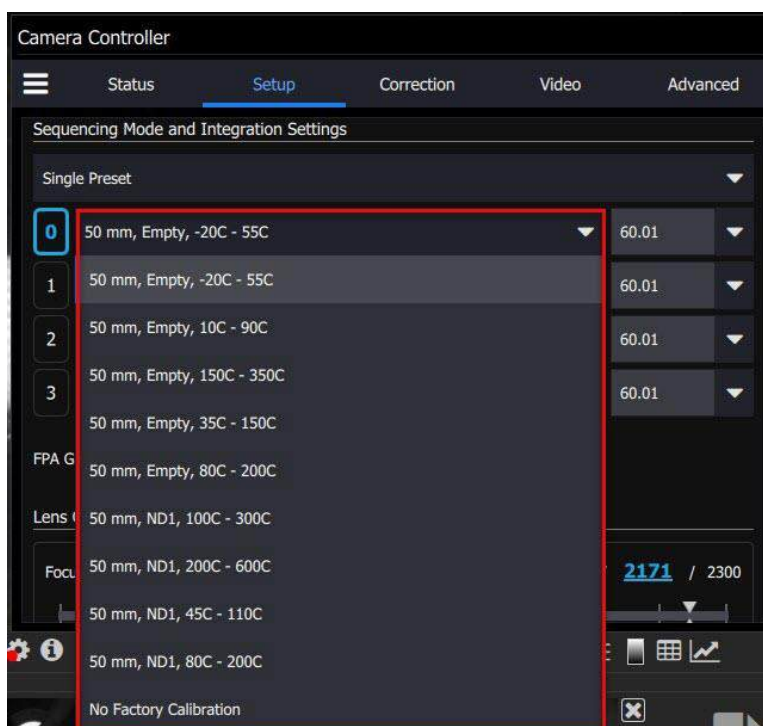 Camera Controller
Status Setup Correction Video Advanced
Sequencing Mode and Integration Settings
Single Preset
0 50 mm, Empty, -20C - 55C 60.01
50 mm, Empty, -20C - 55C
1 60.01
50 mm, Empty, 10C - 90C
2 60.01
50 mm, Empty, 150C - 350C
3 60.01
50 mm, Empty, 35C - 150C
FPA G
50 mm, Empty, 80C - 200C
50 mm, ND1, 100C - 300C
Lens
50 mm, ND1, 200C - 600C
Focu 2171 / 2300
50 mm, ND1, 45C - 110C
50 mm, ND1, 80C - 200C
No Factory Calibration